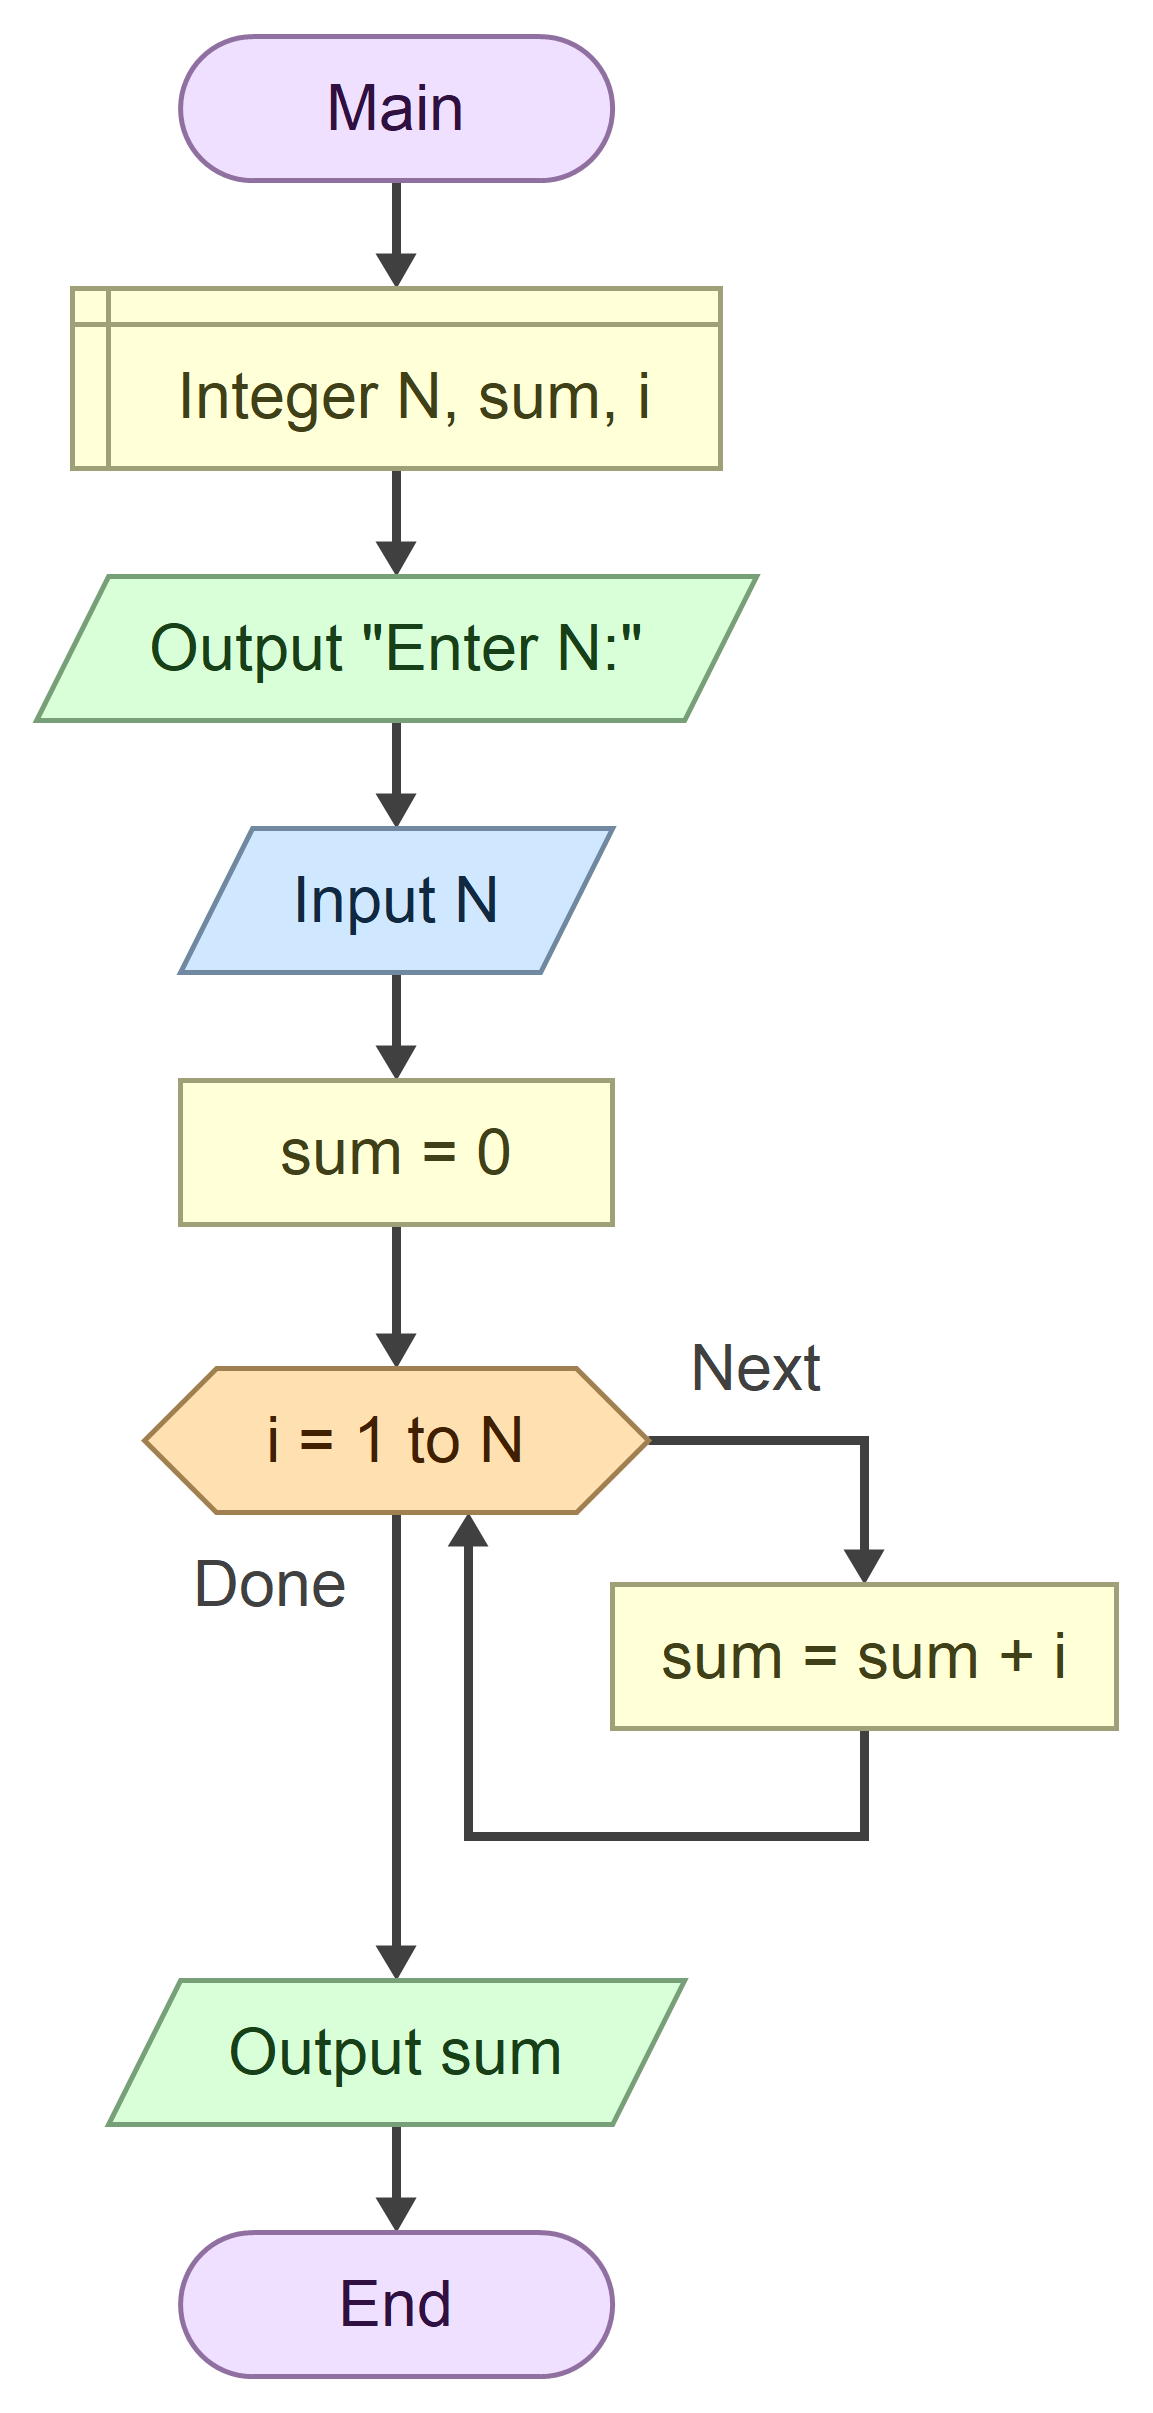 Main
Integer N, sum, i
Output "Enter N:"
Input N
sum = 0
i = 1 to N
Next
Done
sum = sum + i
Output sum
End